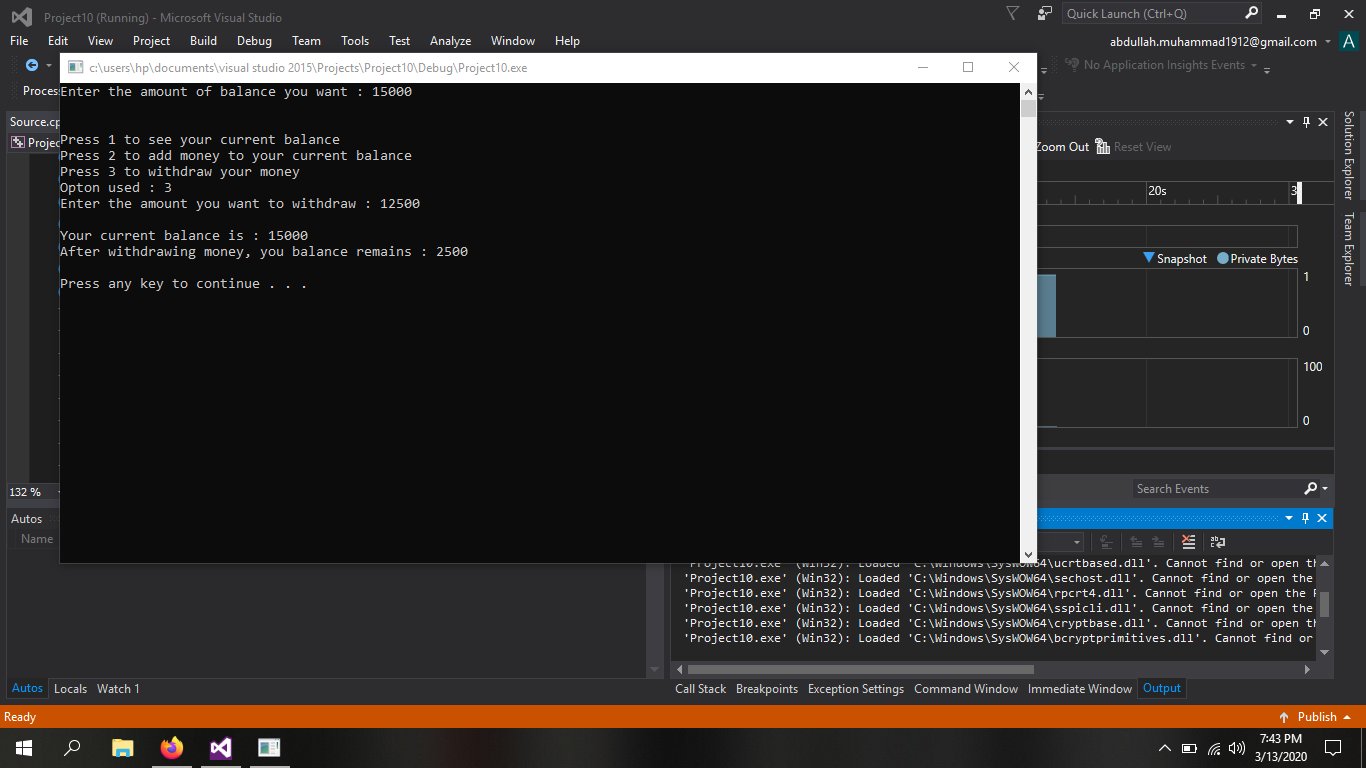 Project10 (Running) - Microsoft Visual Studio
Quick Launch (Ctrl+Q)
File Edit View Project Build Debug Team Tools Test Analyze Window Help
abdullah.muhammad1912@gmail.com A
c:\users\hp\documents\visual studio 2015\Projects\Project10\Debug\Project10.exe
No Application Insights Events
Enter the amount of balance you want : 15000
Press 1 to see your current balance
Press 2 to add money to your current balance
Press 3 to withdraw your money
Opton used : 3
Enter the amount you want to withdraw : 12500
Your current balance is : 15000
After withdrawing money, you balance remains : 2500
Press any key to continue . . .
Proces
Source.cp
Projec
Zoom Out Reset View
20s 3
Snapshot Private Bytes
1
0
100
0
Solution Explorer
Team Explorer
132 %
Search Events
Autos
Name
'Project10.exe' (Win32): Loaded 'C:\Windows\SysWOW64\ucrtbased.dll'. Cannot find or open th
'Project10.exe' (Win32): Loaded 'C:\Windows\SysWOW64\sechost.dll'. Cannot find or open the
'Project10.exe' (Win32): Loaded 'C:\Windows\SysWOW64\rpcrt4.dll'. Cannot find or open the P
'Project10.exe' (Win32): Loaded 'C:\Windows\SysWOW64\sspicli.dll'. Cannot find or open the
'Project10.exe' (Win32): Loaded 'C:\Windows\SysWOW64\cryptbase.dll'. Cannot find or open th
'Project10.exe' (Win32): Loaded 'C:\Windows\SysWOW64\bcryptprimitives.dll'. Cannot find or
Autos Locals Watch 1
Call Stack Breakpoints Exception Settings Command Window Immediate Window Output
Ready
Publish
7:43 PM
3/13/2020